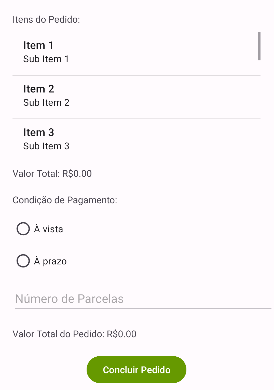 Itens do Pedido:
Item 1
Sub Item 1
Item 2
Sub Item 2
Item 3
Sub Item 3
Valor Total: R$0.00
Condição de Pagamento:
À vista
À prazo
Número de Parcelas
Valor Total do Pedido: R$0.00
Concluir Pedido